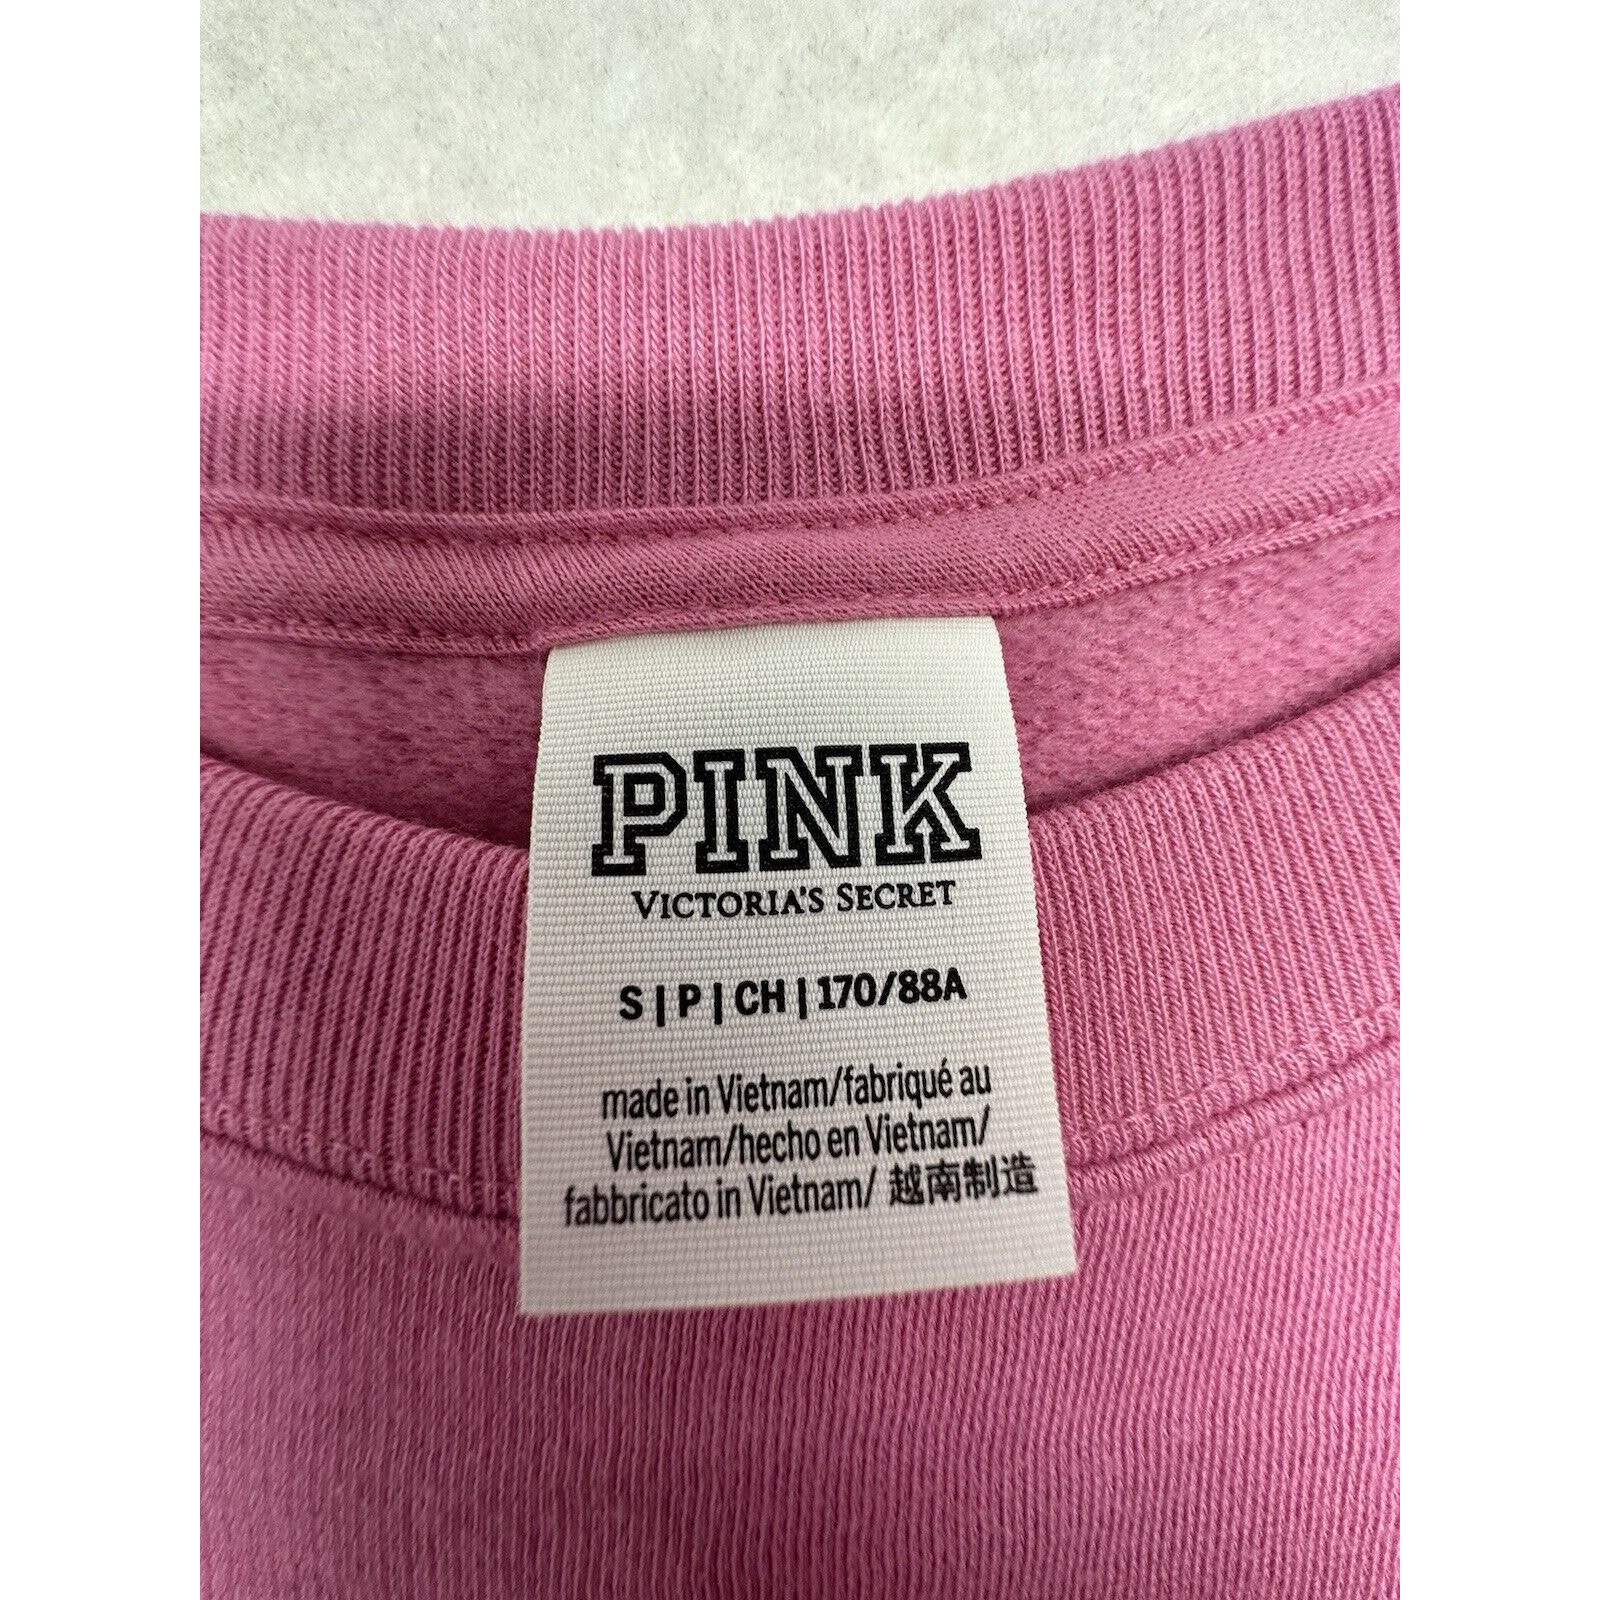 PINK
VICTORIA'S SECRET
S | P | CH | 170/88A
made in Vietnam/fabriqué au
Vietnam/hecho en Vietnam/
fabbricato in Vietnam/ 越南制造